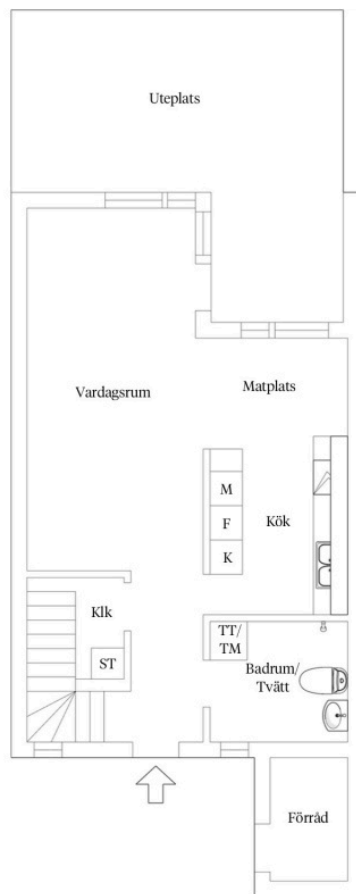 Uteplats
Vardagsrum
Matplats
M
F
K
Kök
Klk
ST
TT/
TM
Badrum/
Tvätt
Förråd